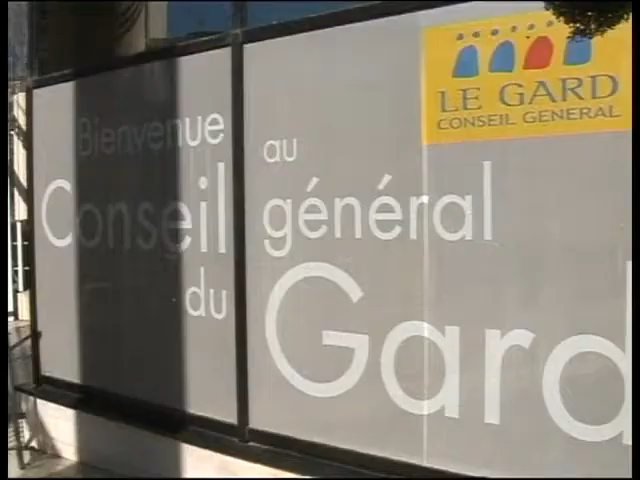 Bienvenue au
Conseil général
du Gard
LE GARD
CONSEIL GENERAL